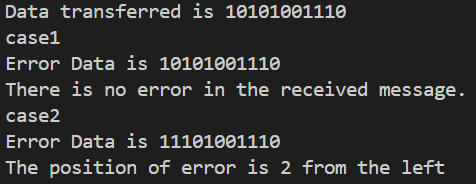 Data transferred is 10101001110
case1
Error Data is 10101001110
There is no error in the received message.
case2
Error Data is 11101001110
The position of error is 2 from the left